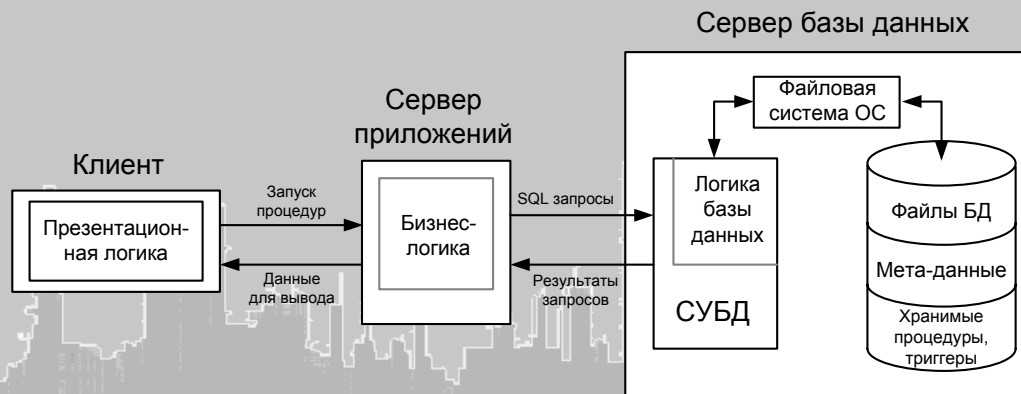 Сервер базы данных
Файловая
система ОС
Сервер
приложений
Клиент
Запуск
процедур
SQL запросы
Логика
базы
данных
Файлы БД
Презентацион-
ная логика
Бизнес-
логика
Мета-данные
Данные
для вывода
Результаты
запросов
СУБД
Хранимые
процедуры,
триггеры